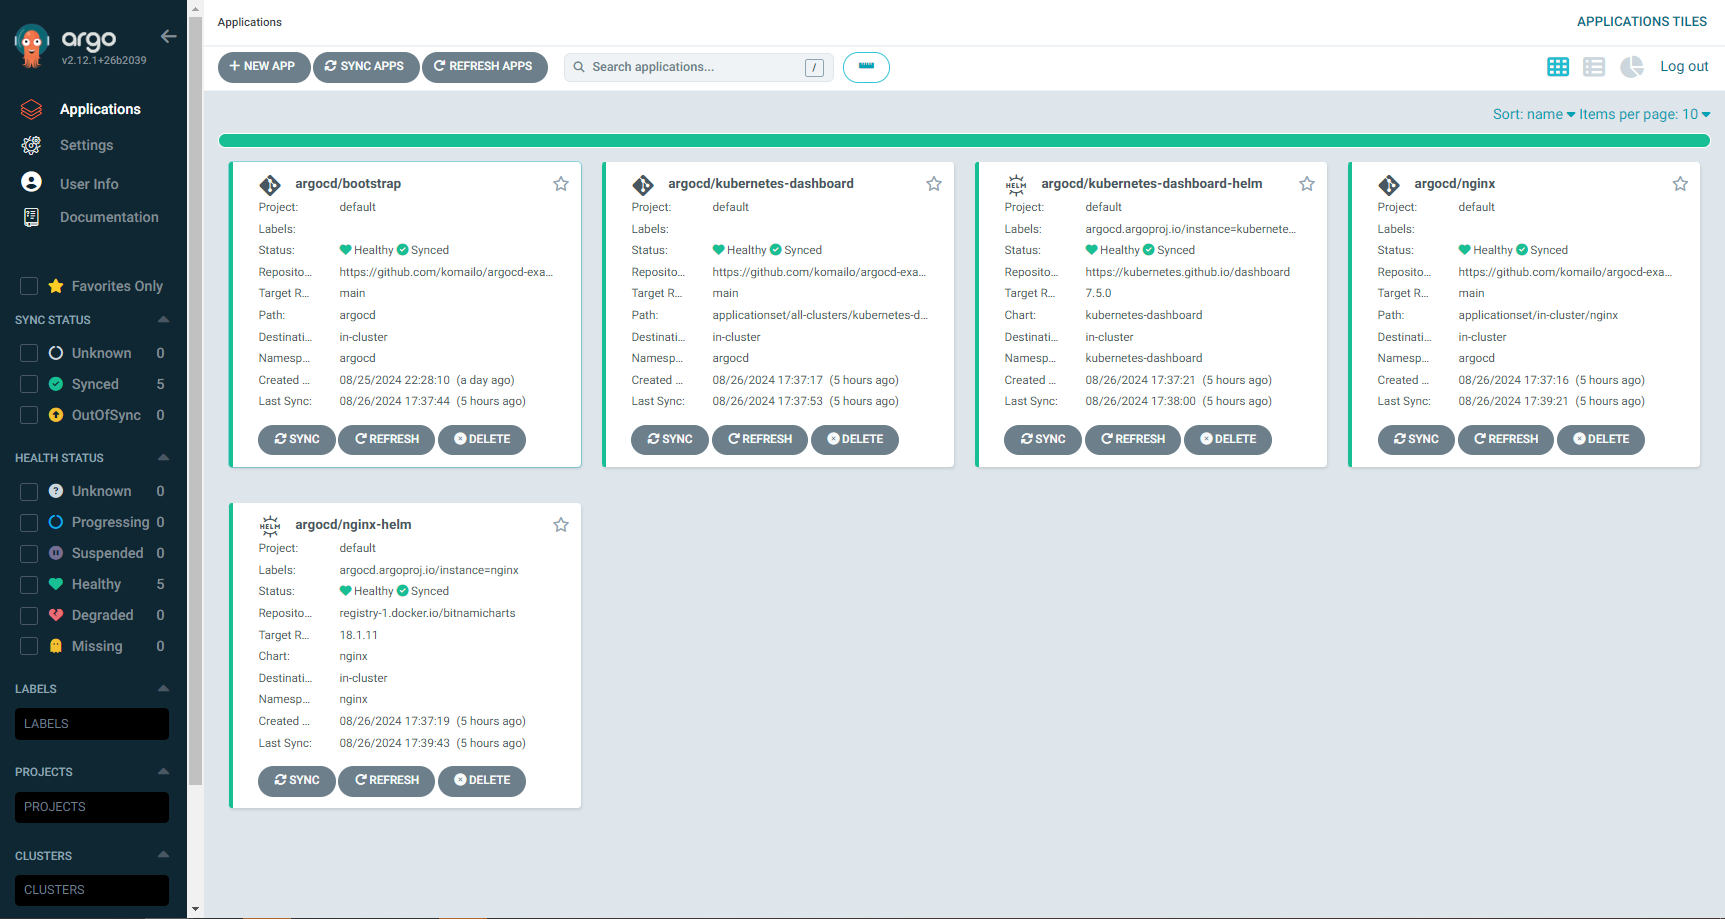 argo
v2.12.1+26b2039
Applications
Settings
User Info
Documentation
Favorites Only
SYNC STATUS
Unknown 0
Synced 5
OutOfSync 0
HEALTH STATUS
Unknown 0
Progressing 0
Suspended 0
Healthy 5
Degraded 0
Missing 0
LABELS
LABELS
PROJECTS
PROJECTS
CLUSTERS
CLUSTERS
Applications
APPLICATIONS TILES
NEW APP SYNC APPS REFRESH APPS Search applications... /
Log out
Sort: name Items per page: 10
argocd/bootstrap
Project: default
Labels:
Status: Healthy Synced
Reposito... https://github.com/komailo/argocd-exa...
Target R... main
Path: argocd
Destinati... in-cluster
Namesp... argocd
Created ... 08/25/2024 22:28:10 (a day ago)
Last Sync: 08/26/2024 17:37:44 (5 hours ago)
SYNC REFRESH DELETE
argocd/kubernetes-dashboard
Project: default
Labels:
Status: Healthy Synced
Reposito... https://github.com/komailo/argocd-exa...
Target R... main
Path: applicationset/all-clusters/kubernetes-d...
Destinati... in-cluster
Namesp... argocd
Created ... 08/26/2024 17:37:17 (5 hours ago)
Last Sync: 08/26/2024 17:37:53 (5 hours ago)
SYNC REFRESH DELETE
HELM
argocd/kubernetes-dashboard-helm
Project: default
Labels: argocd.argoproj.io/instance=kubernete...
Status: Healthy Synced
Reposito... https://kubernetes.github.io/dashboard
Target R... 7.5.0
Chart: kubernetes-dashboard
Destinati... in-cluster
Namesp... kubernetes-dashboard
Created ... 08/26/2024 17:37:21 (5 hours ago)
Last Sync: 08/26/2024 17:38:00 (5 hours ago)
SYNC REFRESH DELETE
argocd/nginx
Project: default
Labels:
Status: Healthy Synced
Reposito... https://github.com/komailo/argocd-exa...
Target R... main
Path: applicationset/in-cluster/nginx
Destinati... in-cluster
Namesp... argocd
Created ... 08/26/2024 17:37:16 (5 hours ago)
Last Sync: 08/26/2024 17:39:21 (5 hours ago)
SYNC REFRESH DELETE
HELM
argocd/nginx-helm
Project: default
Labels: argocd.argoproj.io/instance=nginx
Status: Healthy Synced
Reposito... registry-1.docker.io/bitnamicharts
Target R... 18.1.11
Chart: nginx
Destinati... in-cluster
Namesp... nginx
Created ... 08/26/2024 17:37:19 (5 hours ago)
Last Sync: 08/26/2024 17:39:43 (5 hours ago)
SYNC REFRESH DELETE